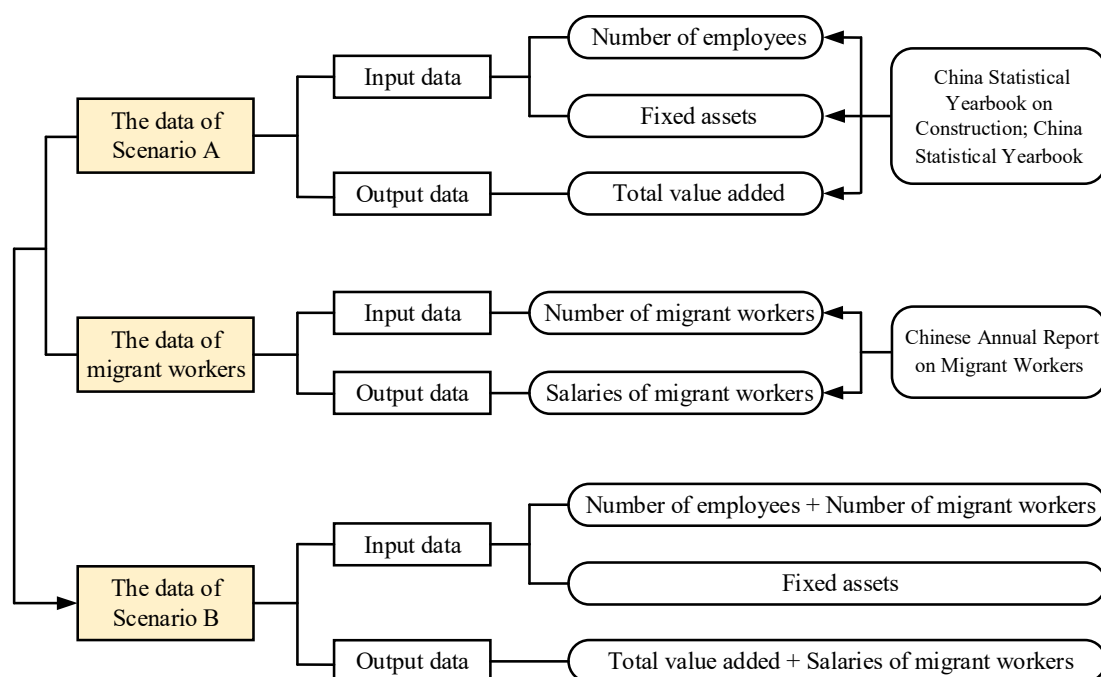 The data of
Scenario A
Input data
Number of employees
Fixed assets
Output data
Total value added
China Statistical
Yearbook on
Construction; China
Statistical Yearbook
The data of
migrant workers
Input data
Number of migrant workers
Output data
Salaries of migrant workers
Chinese Annual Report
on Migrant Workers
The data of
Scenario B
Input data
Number of employees + Number of migrant workers
Fixed assets
Output data
Total value added + Salaries of migrant workers